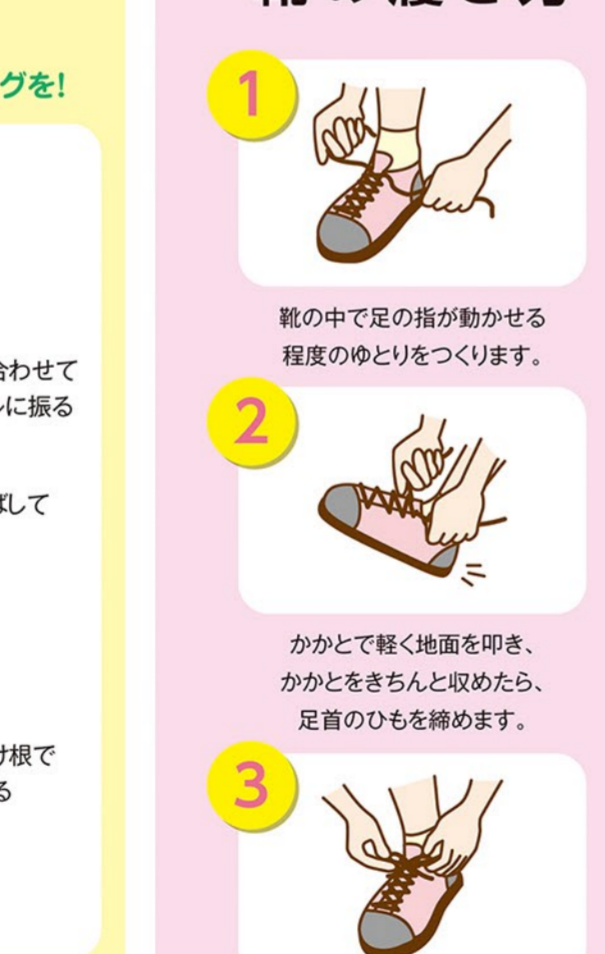 グを!
合わせて
に振る
して
け根で
る
1
靴の中で足の指が動かせる
程度のゆとりをつくります。
2
かかとで軽く地面を叩き、
かかとをきちんと収めたら、
足首のひもを締めます。
3